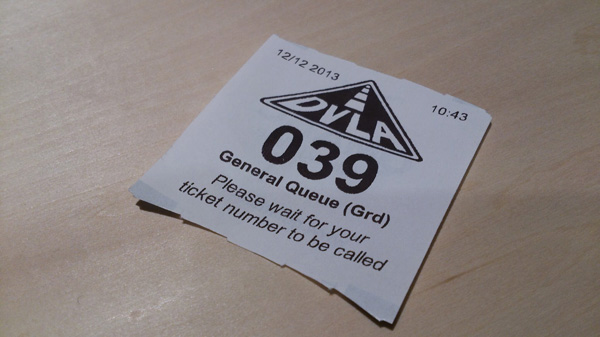 12/12 2013
10:43
DVLA
039
General Queue (Grd)
Please wait for your
ticket number to be called